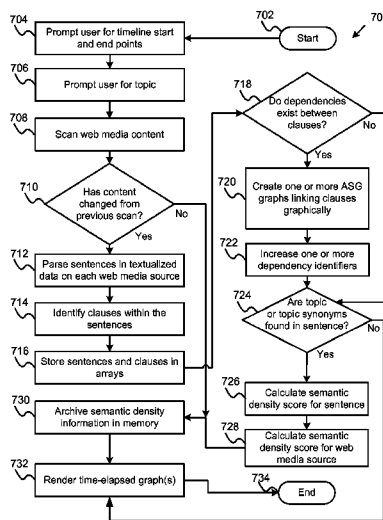 704
Prompt user for timeline start
and end points
702
Start
70
706
Prompt user for topic
708
Scan web media content
710
Has content
changed from
previous scan?
No
Yes
712
Parse sentences in
textualized
data on each web media source
714
Identify clauses within the
sentences
716
Store sentences and clauses in
arrays
718
Do dependencies
exist between
clauses?
No
Yes
720
Create one or more ASG
graphs linking clauses
graphically
722
Increase one or more
dependency identifiers
724
Are topic
or topic synonyms
found in sentence?
No
Yes
726
Calculate semantic
density score for sentence
728
Calculate semantic
density score for web
media source
730
Archive semantic density
information in memory
732
Render time-elapsed graph(s)
734
End